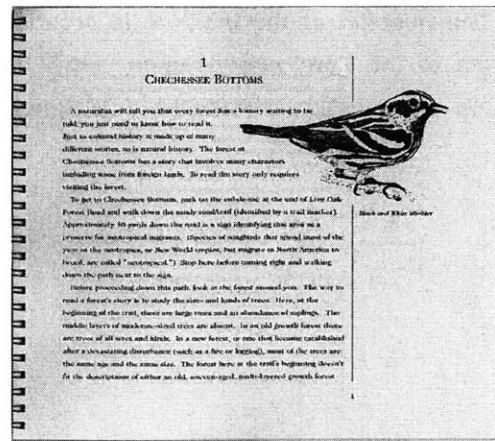 1
CHECHESSEE BOTTOMS
A naturalist will tell you that every forest has a history waiting to be
told; you just need to know how to read it.
Just as cultural history is made up of many
different stories, so is natural history. The forest at
Chechessee Bottoms has a story that involves many characters
including some from foreign lands. To read the story only requires
visiting the forest.
To get to Chechessee Bottoms, park on the cul-de-sac at the end of Live Oak
Forest Road and walk down the sandy road/trail (identified by a trail marker).
Approximately 50 yards down the road is a sign identifying this area as a
preserve for neotropical migrants. (Species of songbirds that spend most of the
year in the neotropics, or New World tropics, but migrate to North America to
breed, are called "neotropical.") Stop here before turning right and walking
down the path next to the sign.
Before proceeding down this path, look at the forest around you. The way to
read a forest's story is to study the sizes and kinds of trees. Here, at the
beginning of the trail, there are large trees and an abundance of saplings. The
middle layers of moderate-sized trees are absent. In an old growth forest there
are trees of all sizes and kinds. In a new forest, or one that became established
after a devastating disturbance (such as a fire or logging), most of the trees are
the same age and the same size. The forest here at the trail's beginning doesn't
fit the descriptions of either an old, uneven-aged, multi-layered growth forest
Black and White Warbler
1